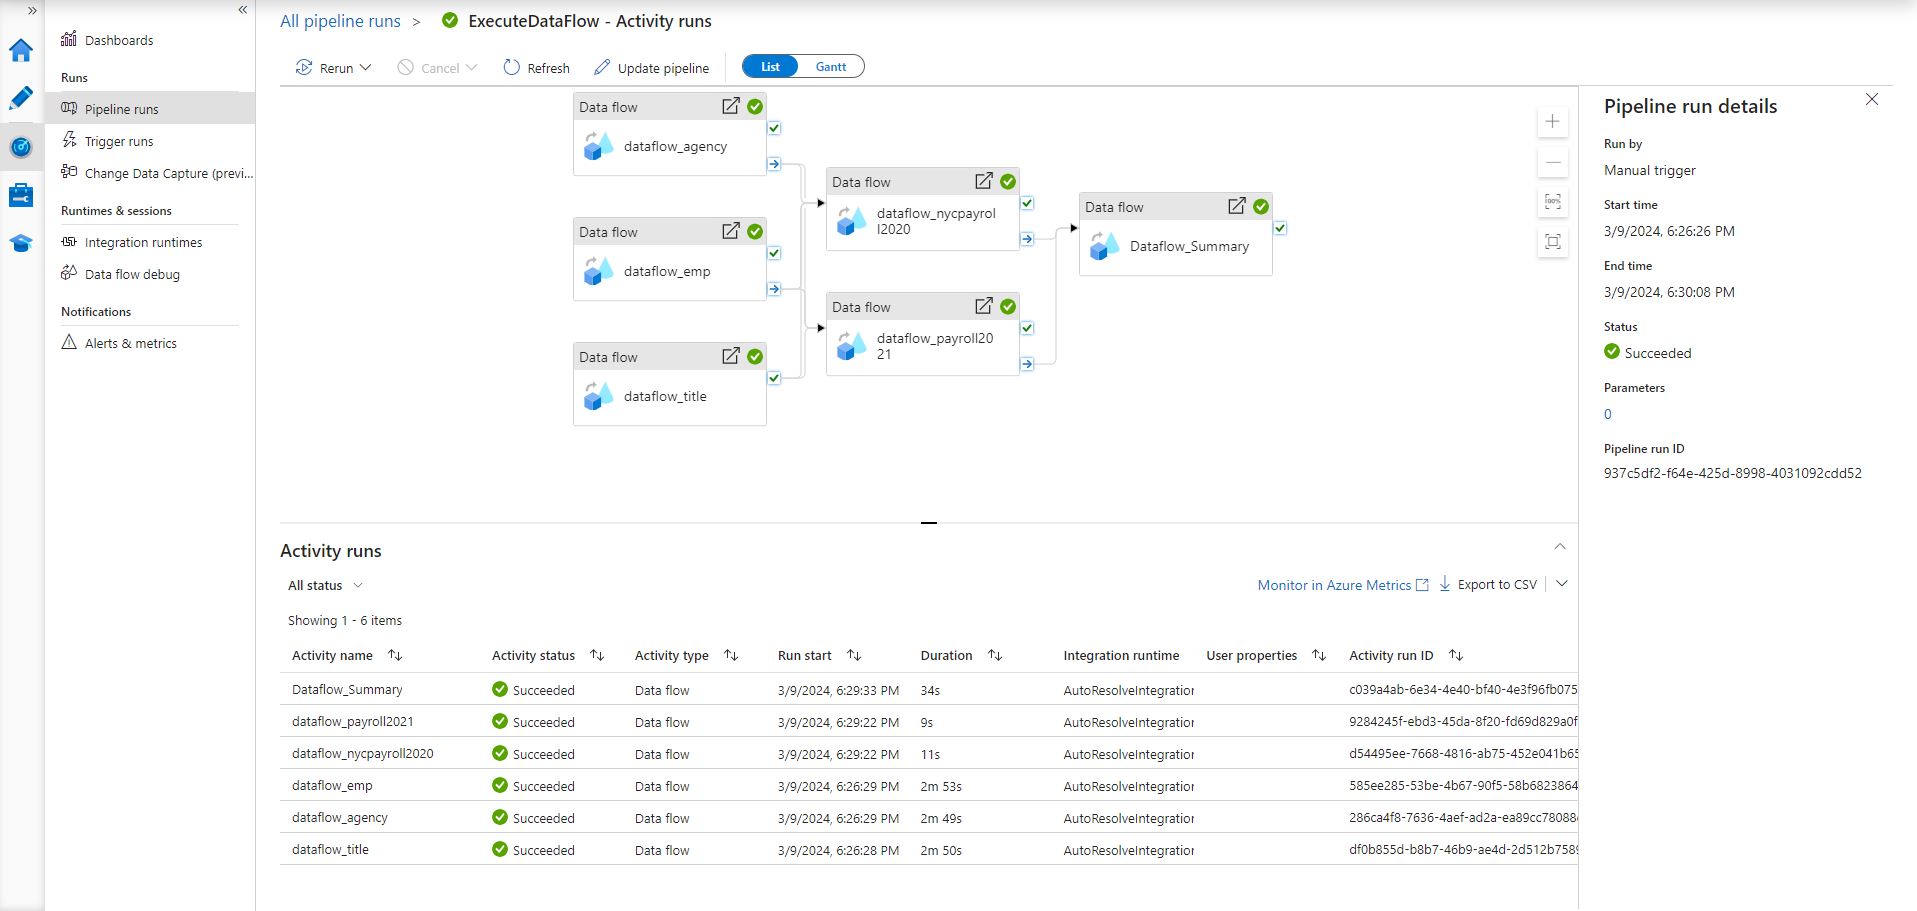 All pipeline runs > ExecuteDataFlow - Activity runs
Dashboards
Runs
Pipeline runs
Trigger runs
Change Data Capture (previ...
Runtimes & sessions
Integration runtimes
Data flow debug
Notifications
Alerts & metrics
Rerun Cancel Refresh Update pipeline List Gantt
Data flow
dataflow_agency
Data flow
dataflow_emp
Data flow
dataflow_title
Data flow
dataflow_nycpayrol
l2020
Data flow
dataflow_payroll20
21
Data flow
Dataflow_Summary
100%
Pipeline run details
Run by
Manual trigger
Start time
3/9/2024, 6:26:26 PM
End time
3/9/2024, 6:30:08 PM
Status
Succeeded
Parameters
0
Pipeline run ID
937c5df2-f64e-425d-8998-4031092cdd52
Activity runs
All status
Monitor in Azure Metrics Export to CSV
Showing 1 - 6 items
Activity name Activity status Activity type Run start Duration Integration runtime User properties Activity run ID
Dataflow_Summary Succeeded Data flow 3/9/2024, 6:29:33 PM 34s AutoResolveIntegration c039a4ab-6e34-4e40-bf40-4e3f96fb075
dataflow_payroll2021 Succeeded Data flow 3/9/2024, 6:29:22 PM 9s AutoResolveIntegration 9284245f-ebd3-45da-8f20-fd69d829a0f
dataflow_nycpayroll2020 Succeeded Data flow 3/9/2024, 6:29:22 PM 11s AutoResolveIntegration d54495ee-7668-4816-ab75-452e041b65
dataflow_emp Succeeded Data flow 3/9/2024, 6:26:29 PM 2m 53s AutoResolveIntegration 585ee285-53be-4b67-90f5-58b6823864
dataflow_agency Succeeded Data flow 3/9/2024, 6:26:29 PM 2m 49s AutoResolveIntegration 286ca4f8-7636-4aef-ad2a-ea89cc78088
dataflow_title Succeeded Data flow 3/9/2024, 6:26:28 PM 2m 50s AutoResolveIntegration df0b855d-b8b7-46b9-ae4d-2d512b758